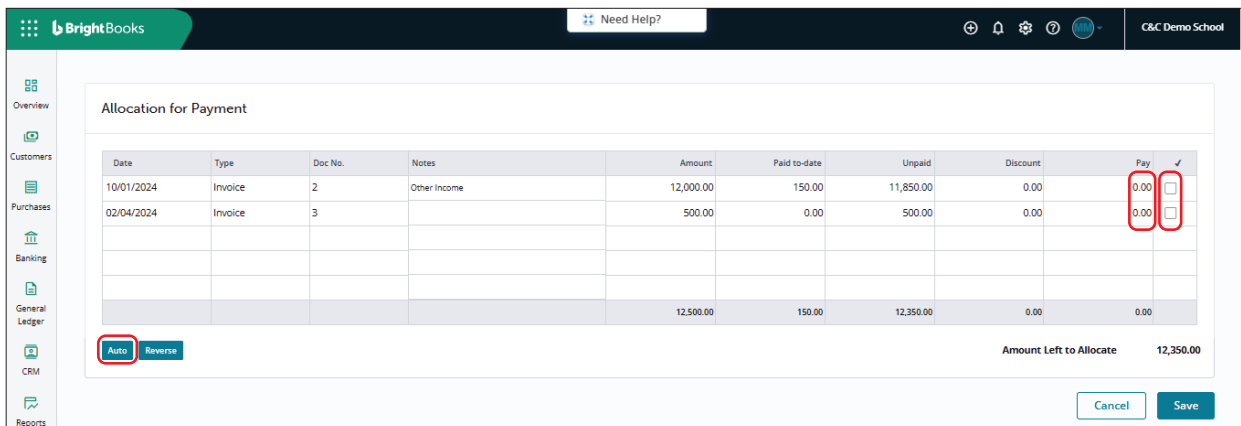 BrightBooks
Need Help?
MM
C&C Demo School
Overview
Customers
Purchases
Banking
General
Ledger
CRM
Reports
Allocation for Payment
Date Type Doc No. Notes Amount Paid to-date Unpaid Discount Pay ✓
10/01/2024 Invoice 2 Other Income 12,000.00 150.00 11,850.00 0.00 0.00
02/04/2024 Invoice 3 500.00 0.00 500.00 0.00 0.00
12,500.00 150.00 12,350.00 0.00 0.00
Auto Reverse Amount Left to Allocate 12,350.00
Cancel Save